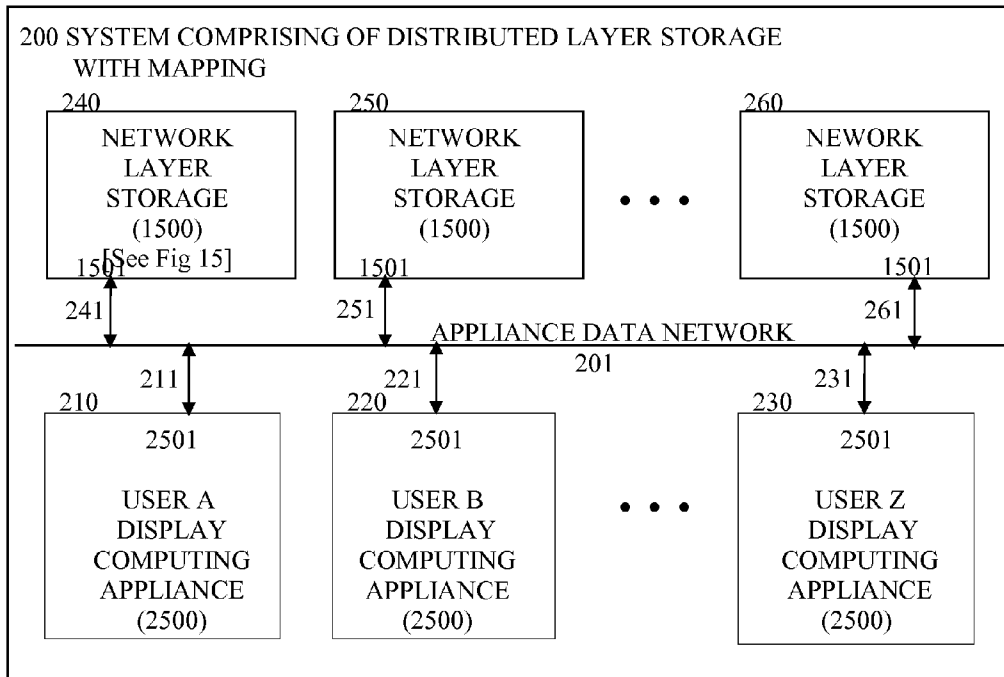 200 SYSTEM COMPRISING OF DISTRIBUTED LAYER STORAGE
WITH MAPPING
240
NETWORK
LAYER
STORAGE
(1500)
[See Fig 15]
1501
241
250
NETWORK
LAYER
STORAGE
(1500)
1501
251
• • •
260
NEWORK
LAYER
STORAGE
(1500)
1501
261
APPLIANCE DATA NETWORK
201
211
210
2501
USER A
DISPLAY
COMPUTING
APPLIANCE
(2500)
221
220
2501
USER B
DISPLAY
COMPUTING
APPLIANCE
(2500)
• • •
231
230
2501
USER Z
DISPLAY
COMPUTING
APPLIANCE
(2500)